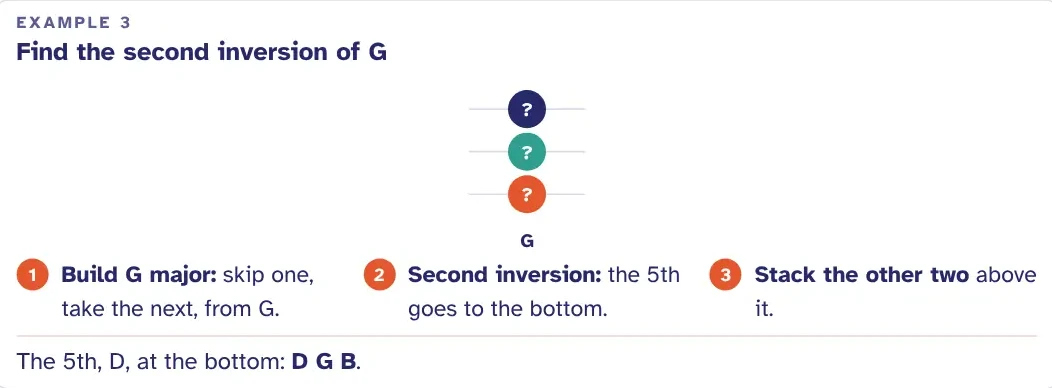 EXAMPLE 3
Find the second inversion of G
?
?
?
G
1 Build G major: skip one,
take the next, from G.
2 Second inversion: the 5th
goes to the bottom.
3 Stack the other two above
it.
The 5th, D, at the bottom: D G B.